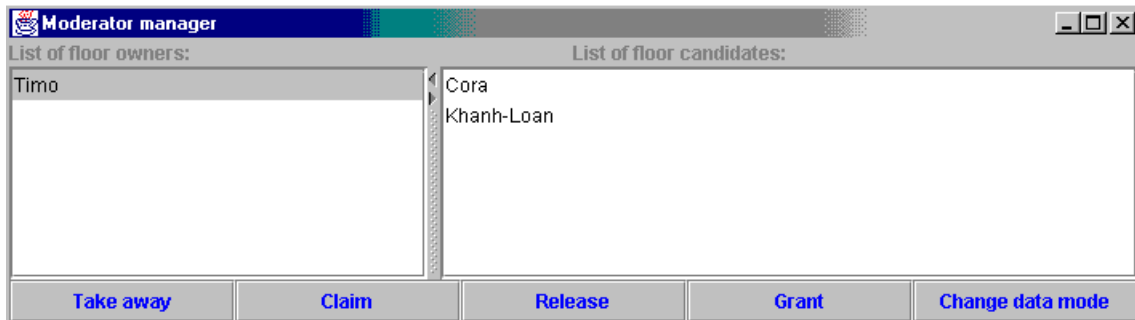 Moderator manager
List of floor owners: List of floor candidates:
Timo Cora
Khanh-Loan
Take away Claim Release Grant Change data mode